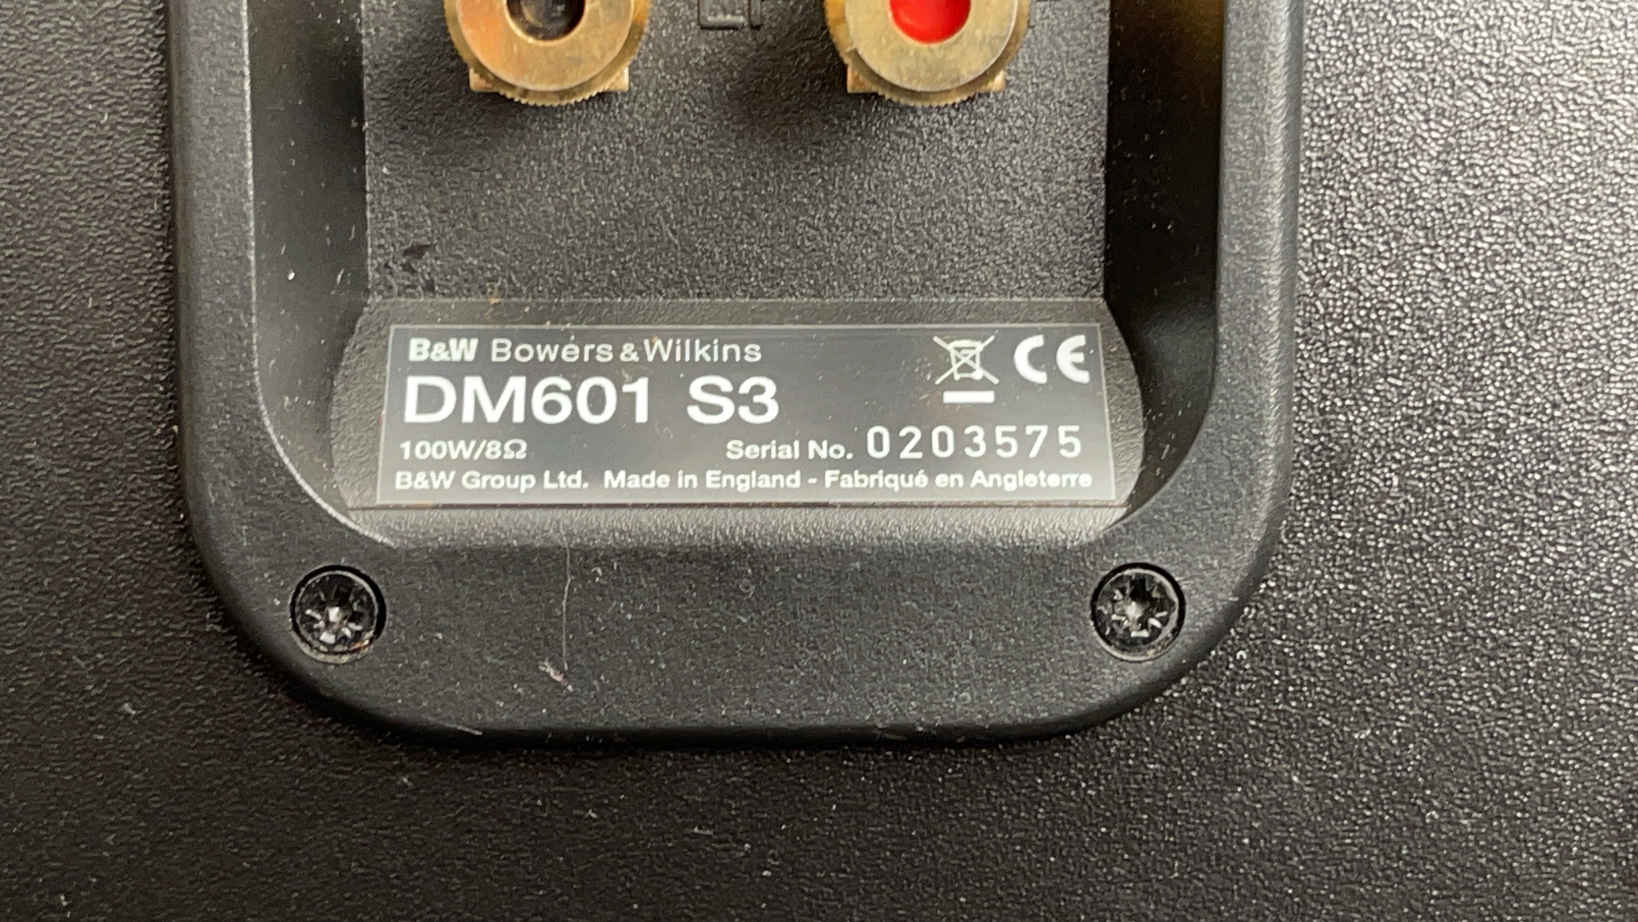 B&W Bowers & Wilkins
CE
DM601 S3
100W/8Ω Serial No. 0203575
B&W Group Ltd. Made in England - Fabriqué en Angleterre